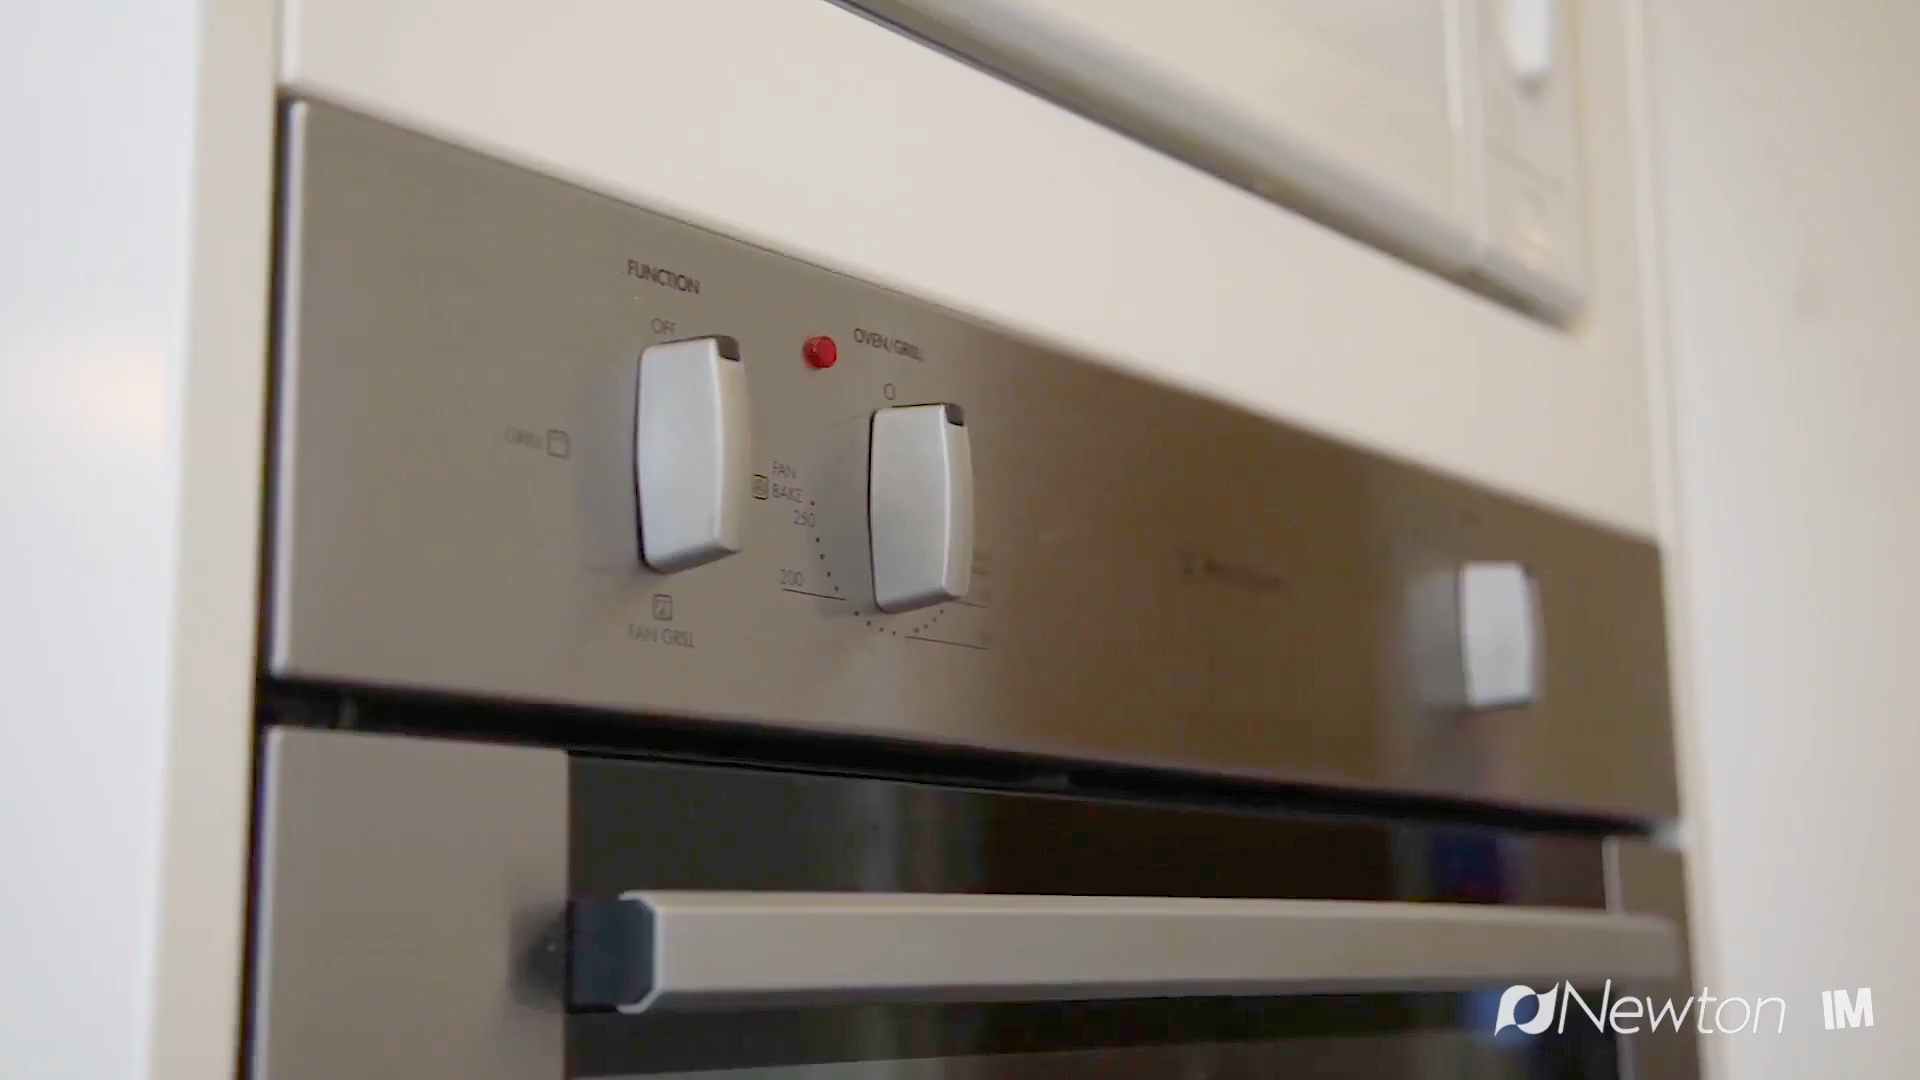 FUNCTION
OFF
OVEN/GRILL
O
GRILL
FAN
BAKE
250
200
FAN GRILL
Newton IM